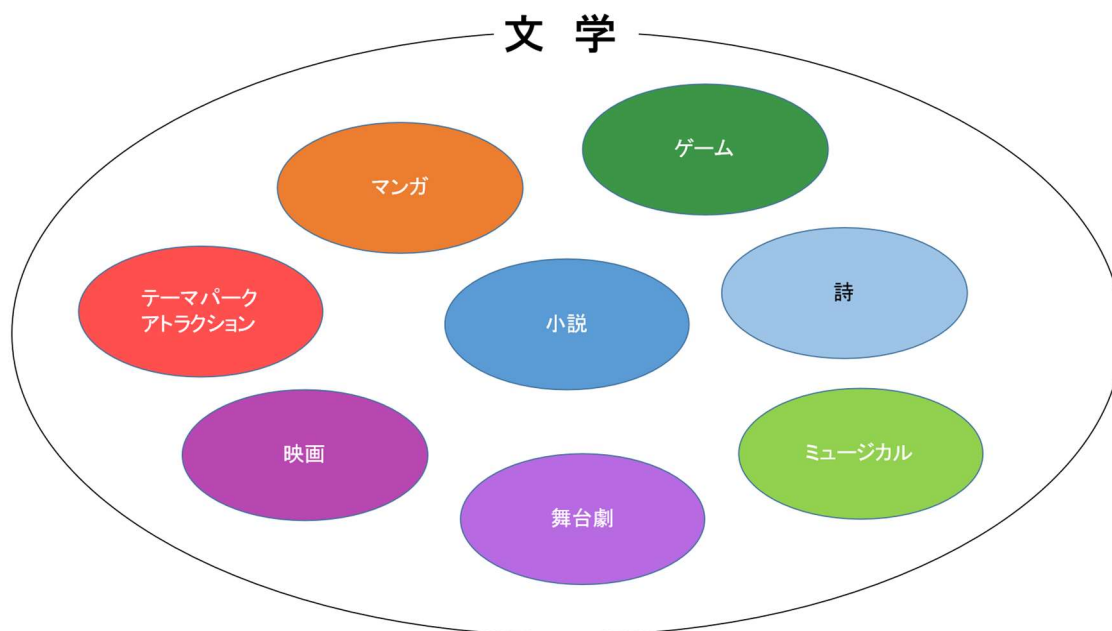 文 学
ゲーム
マンガ
詩
テーマパーク
アトラクション
小説
映画
ミュージカル
舞台劇